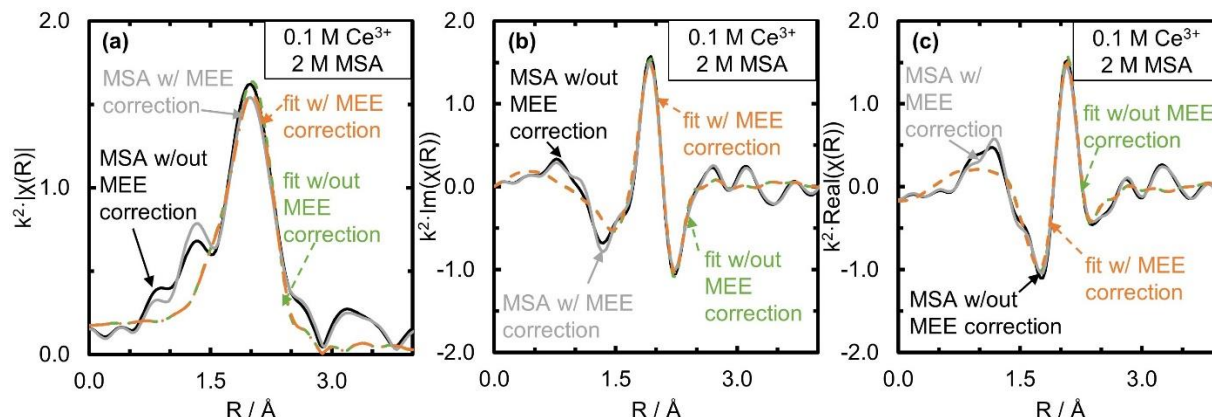 (a)
0.1 M Ce3+
2 M MSA
MSA w/ MEE
correction
fit w/ MEE
correction
MSA w/out
MEE
correction
fit w/out
MEE
correction
k2·|χ(R)|
2.0
1.0
0.0
0.0
1.5
3.0
R / Å
(b)
0.1 M Ce3+
2 M MSA
MSA w/out
MEE
correction
fit w/ MEE
correction
MSA w/ MEE
correction
fit w/out
MEE
correction
k2·Im(χ(R))
2.0
1.0
0.0
-1.0
-2.0
0.0
1.5
3.0
R / Å
(c)
0.1 M Ce3+
2 M MSA
MSA w/
MEE
correction
fit w/out MEE
correction
fit w/ MEE
correction
MSA w/out
MEE correction
k2·Real(χ(R))
2.0
1.0
0.0
-1.0
-2.0
0.0
1.5
3.0
R / Å